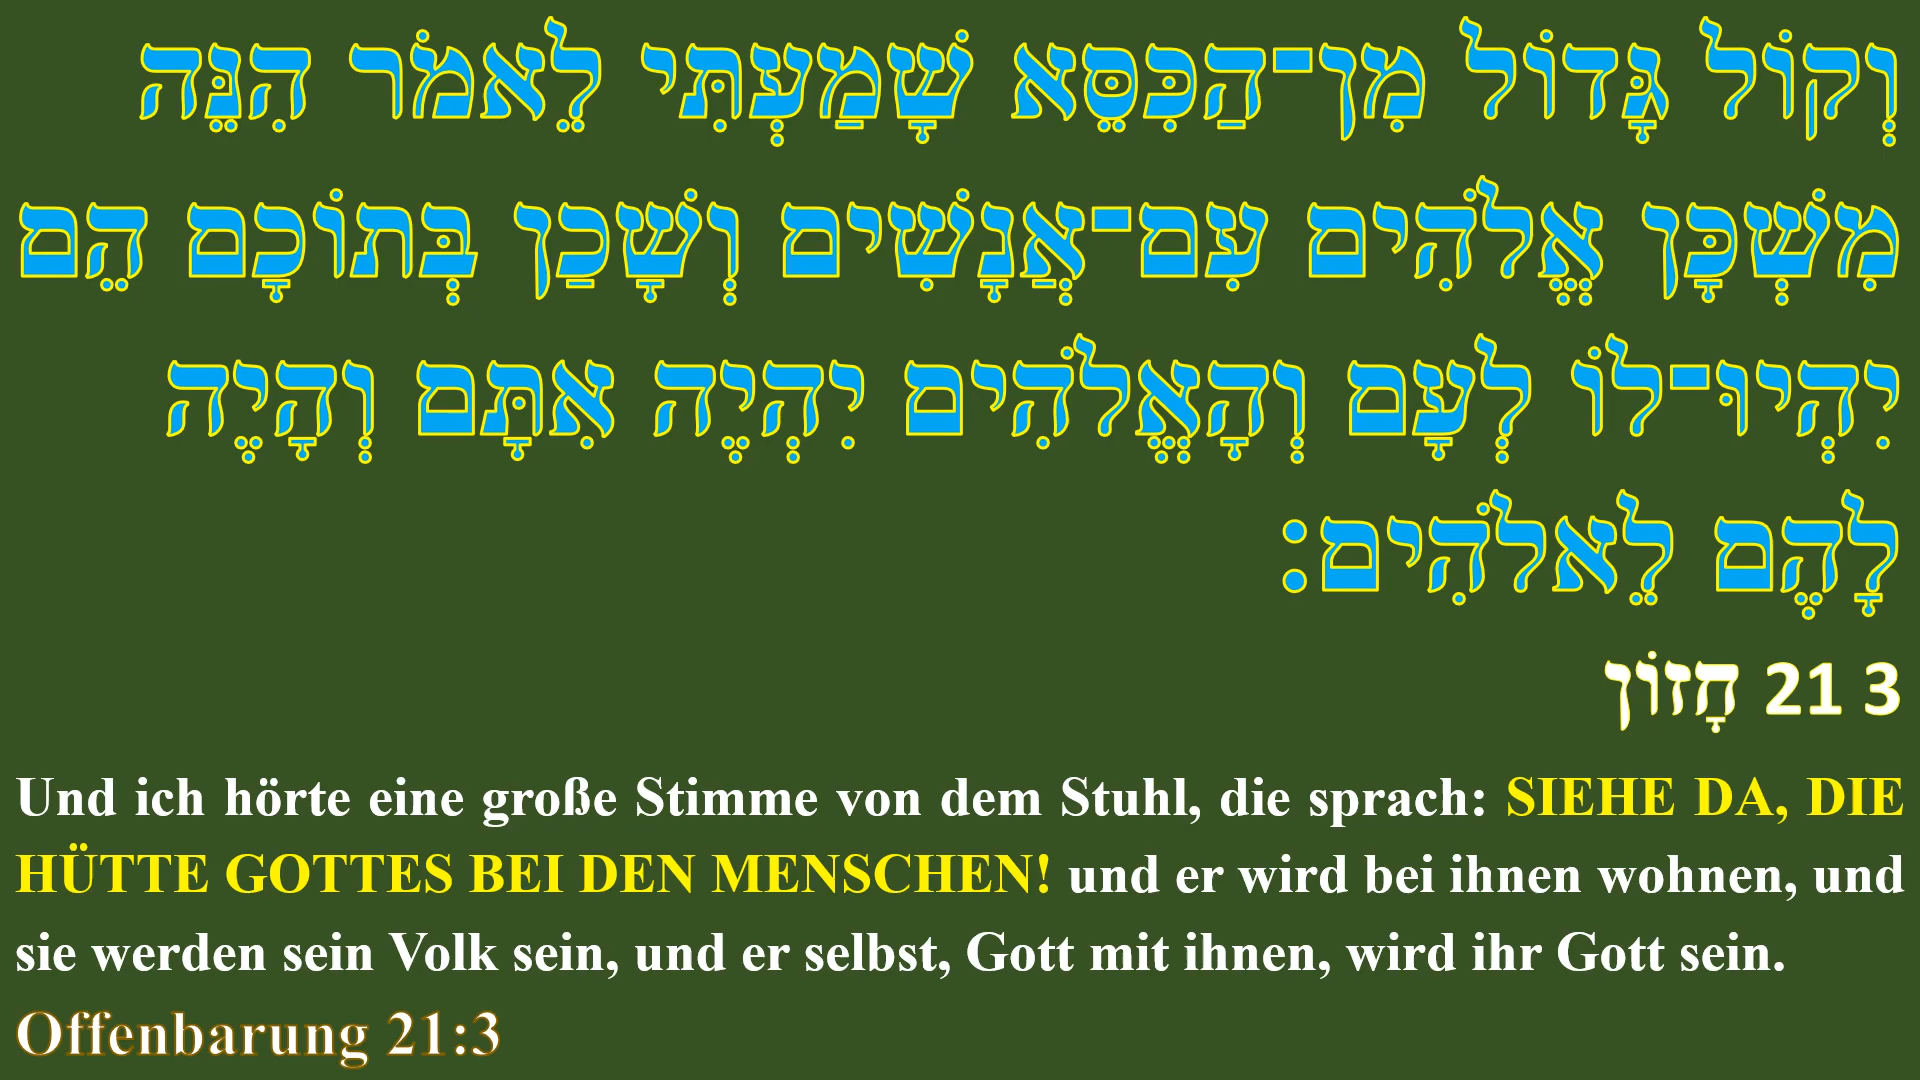 וְקוֹל גָּדוֹל מִן־הַכִּסֵּא שָׁמַעְתִּי לֵאמֹר הִנֵּה
מִשְׁכָּן אֱלֹהִים עִם־אֲנָשִׁים וְשָׁכַן בְּתוֹכָם הֵם
יִהְיוּ־לוֹ לְעָם וְהָאֱלֹהִים יִהְיֶה אִתָּם וְהָיֶה
לָהֶם לֵאלֹהִים׃
חָזוֹן 21 3
Und ich hörte eine große Stimme von dem Stuhl, die sprach: SIEHE DA, DIE
HÜTTE GOTTES BEI DEN MENSCHEN! und er wird bei ihnen wohnen, und
sie werden sein Volk sein, und er selbst, Gott mit ihnen, wird ihr Gott sein.
Offenbarung 21:3